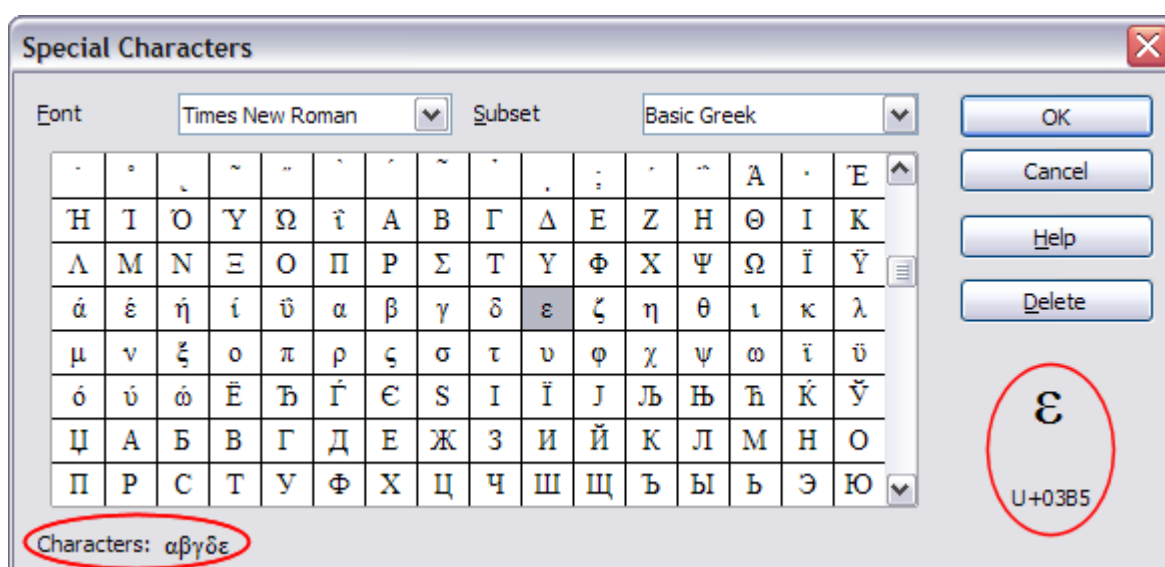 Special Characters
Font Times New Roman Subset Basic Greek
OK
Cancel
Help
Delete
· ˚ ͺ ˜ ̋ ̀ ́ ̃ ̓ ̣ ; ΄ ΅ Ά · Έ
Ή Ί Ό Ύ Ώ ΐ Α Β Γ Δ Ε Ζ Η Θ Ι Κ
Λ Μ Ν Ξ Ο Π Ρ Σ Τ Υ Φ Χ Ψ Ω Ϊ Ϋ
ά έ ή ί ΰ α β γ δ ε ζ η θ ι κ λ
μ ν ξ ο π ρ ς σ τ υ φ χ ψ ω ϊ ϋ
ό ύ ώ Ё Ђ Ѓ Є Ѕ І Ї Ј Љ Њ Ћ Ќ Ў
Џ А Б В Г Д Е Ж З И Й К Л М Н О
П Р С Т У Ф Х Ц Ч Ш Щ Ъ Ы Ь Э Ю
ε
U+03B5
Characters: αβγδε